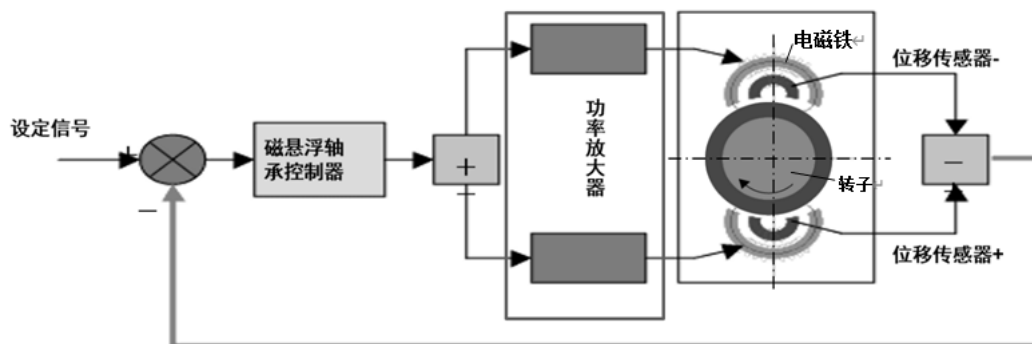 电磁铁
位移传感器-
设定信号
+
磁悬浮轴
承控制器
+
−
功率放大器
−
+
转子
−
位移传感器+